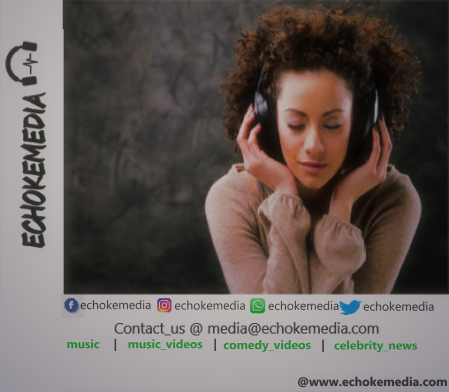 ECHOKEMEDIA
echokemedia echokemedia echokemedia echokemedia
Contact_us @ media@echokemedia.com
music | music_videos | comedy_videos | celebrity_news
@www.echokemedia.com